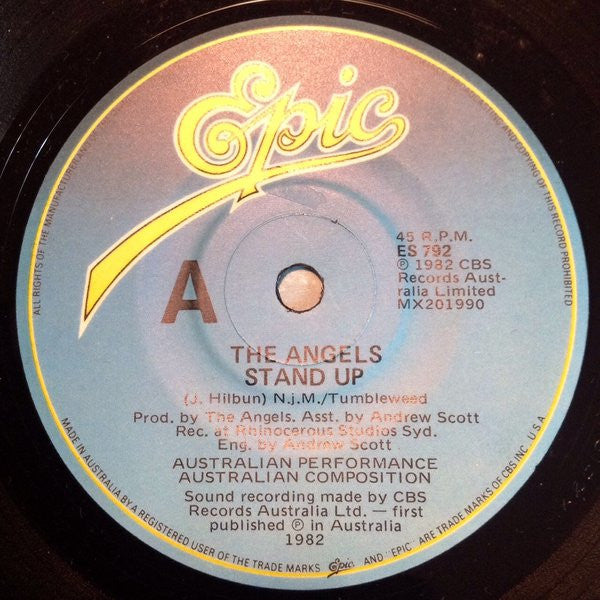 Epic
A
45 R.P.M.
ES 792
℗ 1982 CBS
Records Aust-
ralia Limited
MX201990
THE ANGELS
STAND UP
(J. Hilbun) N.j.M./Tumbleweed
Prod. by The Angels. Asst. by Andrew Scott
Rec. at Rhinocerous Studios Syd.
Eng. by Andrew Scott
AUSTRALIAN PERFORMANCE
AUSTRALIAN COMPOSITION
Sound recording made by CBS
Records Australia Ltd. — first
published ℗ in Australia
1982
ALL RIGHTS OF THE MANUFACTURER
AND COPYING OF THIS RECORD PROHIBITED
MADE IN AUSTRALIA BY A REGISTERED USER OF THE TRADE MARKS Epic AND "EPIC" ARE TRADE MARKS OF CBS INC. U.S.A.